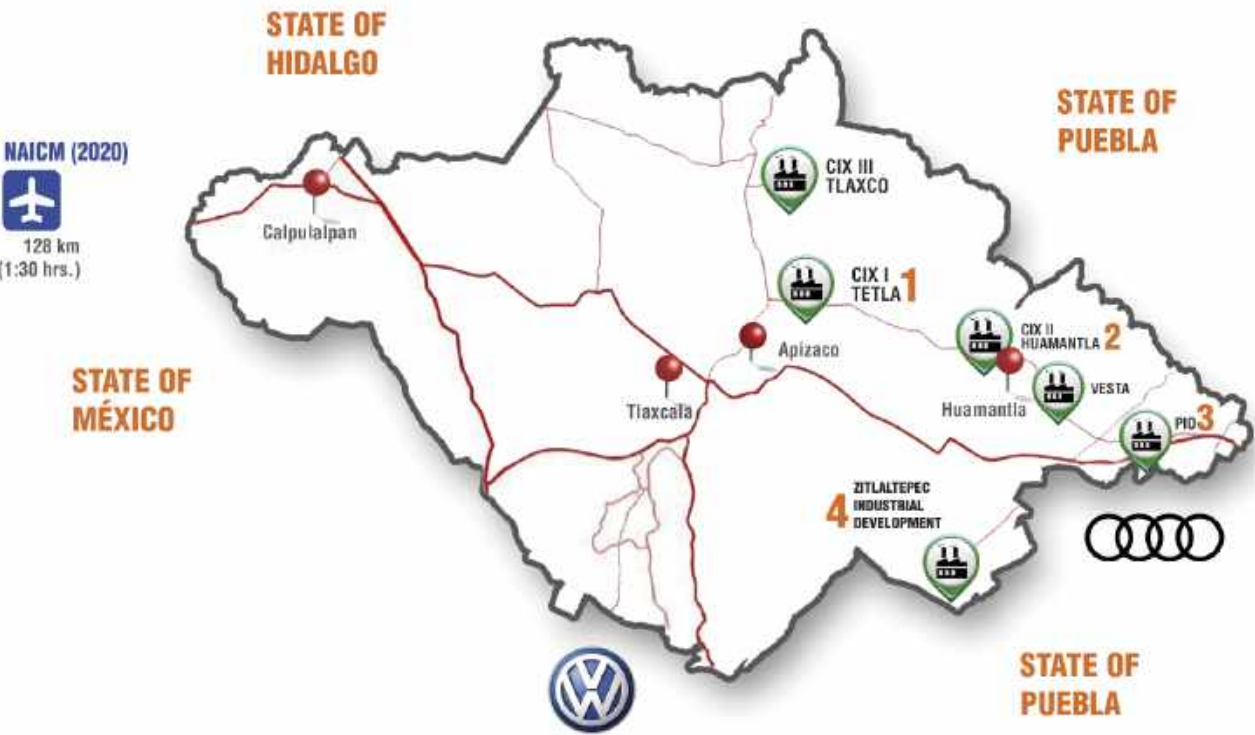 STATE OF
HIDALGO
STATE OF
PUEBLA
NAICM (2020)
128 km
(1:30 hrs.)
CIX III
TLAXCO
Calpulalpan
CIX I
TETLA 1
CIX II
HUAMANTLA 2
Apizaco
STATE OF
MÉXICO
VESTA
Tlaxcala
Huamantla
PID 3
4 ZITLALTEPEC
INDUSTRIAL
DEVELOPMENT
STATE OF
PUEBLA
VW